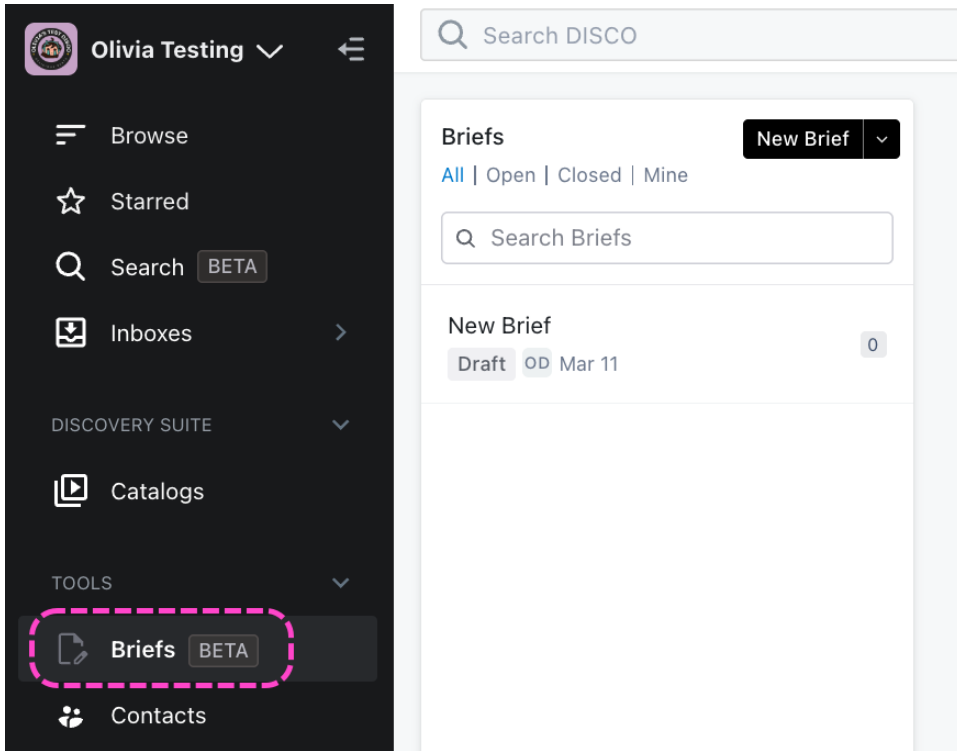 Olivia Testing
Browse
Starred
Search BETA
Inboxes
DISCOVERY SUITE
Catalogs
TOOLS
Briefs BETA
Contacts
Search DISCO
Briefs
New Brief
All | Open | Closed | Mine
Search Briefs
New Brief
Draft OD Mar 11
0